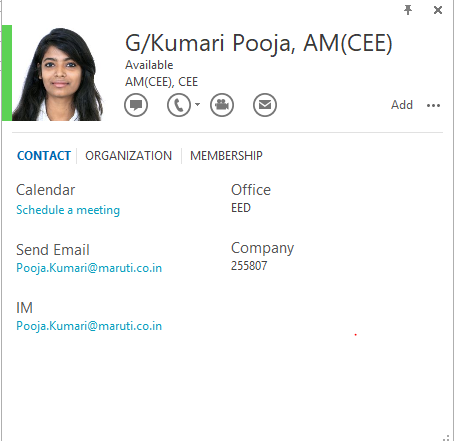 G/Kumari Pooja, AM(CEE)
Available
AM(CEE), CEE
Add
CONTACT ORGANIZATION MEMBERSHIP
Calendar
Schedule a meeting
Office
EED
Send Email
Pooja.Kumari@maruti.co.in
Company
255807
IM
Pooja.Kumari@maruti.co.in